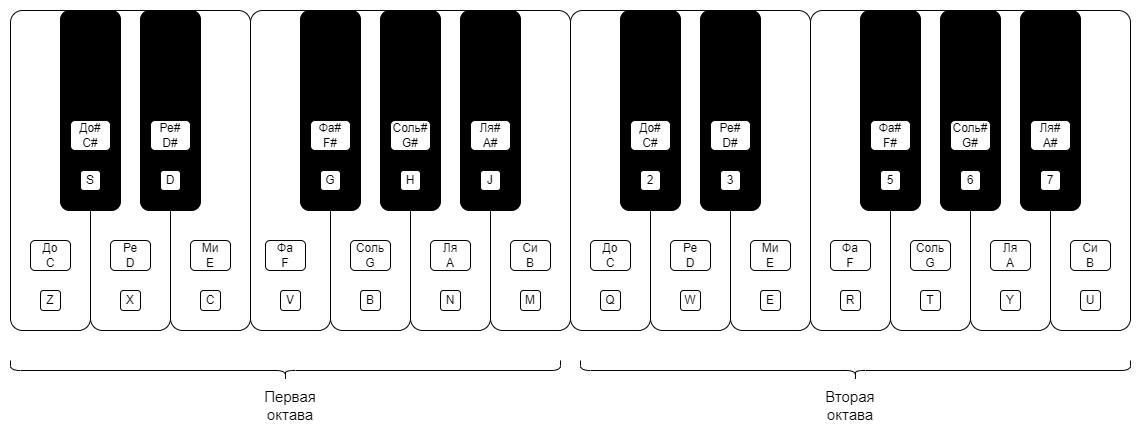 До#
C#
Ре#
D#
Фа#
F#
Соль#
G#
Ля#
A#
До#
C#
Ре#
D#
Фа#
F#
Соль#
G#
Ля#
A#
S
D
G
H
J
2
3
5
6
7
До
C
Ре
D
Ми
E
Фа
F
Соль
G
Ля
A
Си
B
До
C
Ре
D
Ми
E
Фа
F
Соль
G
Ля
A
Си
B
Z
X
C
V
B
N
M
Q
W
E
R
T
Y
U
Первая
октава
Вторая
октава